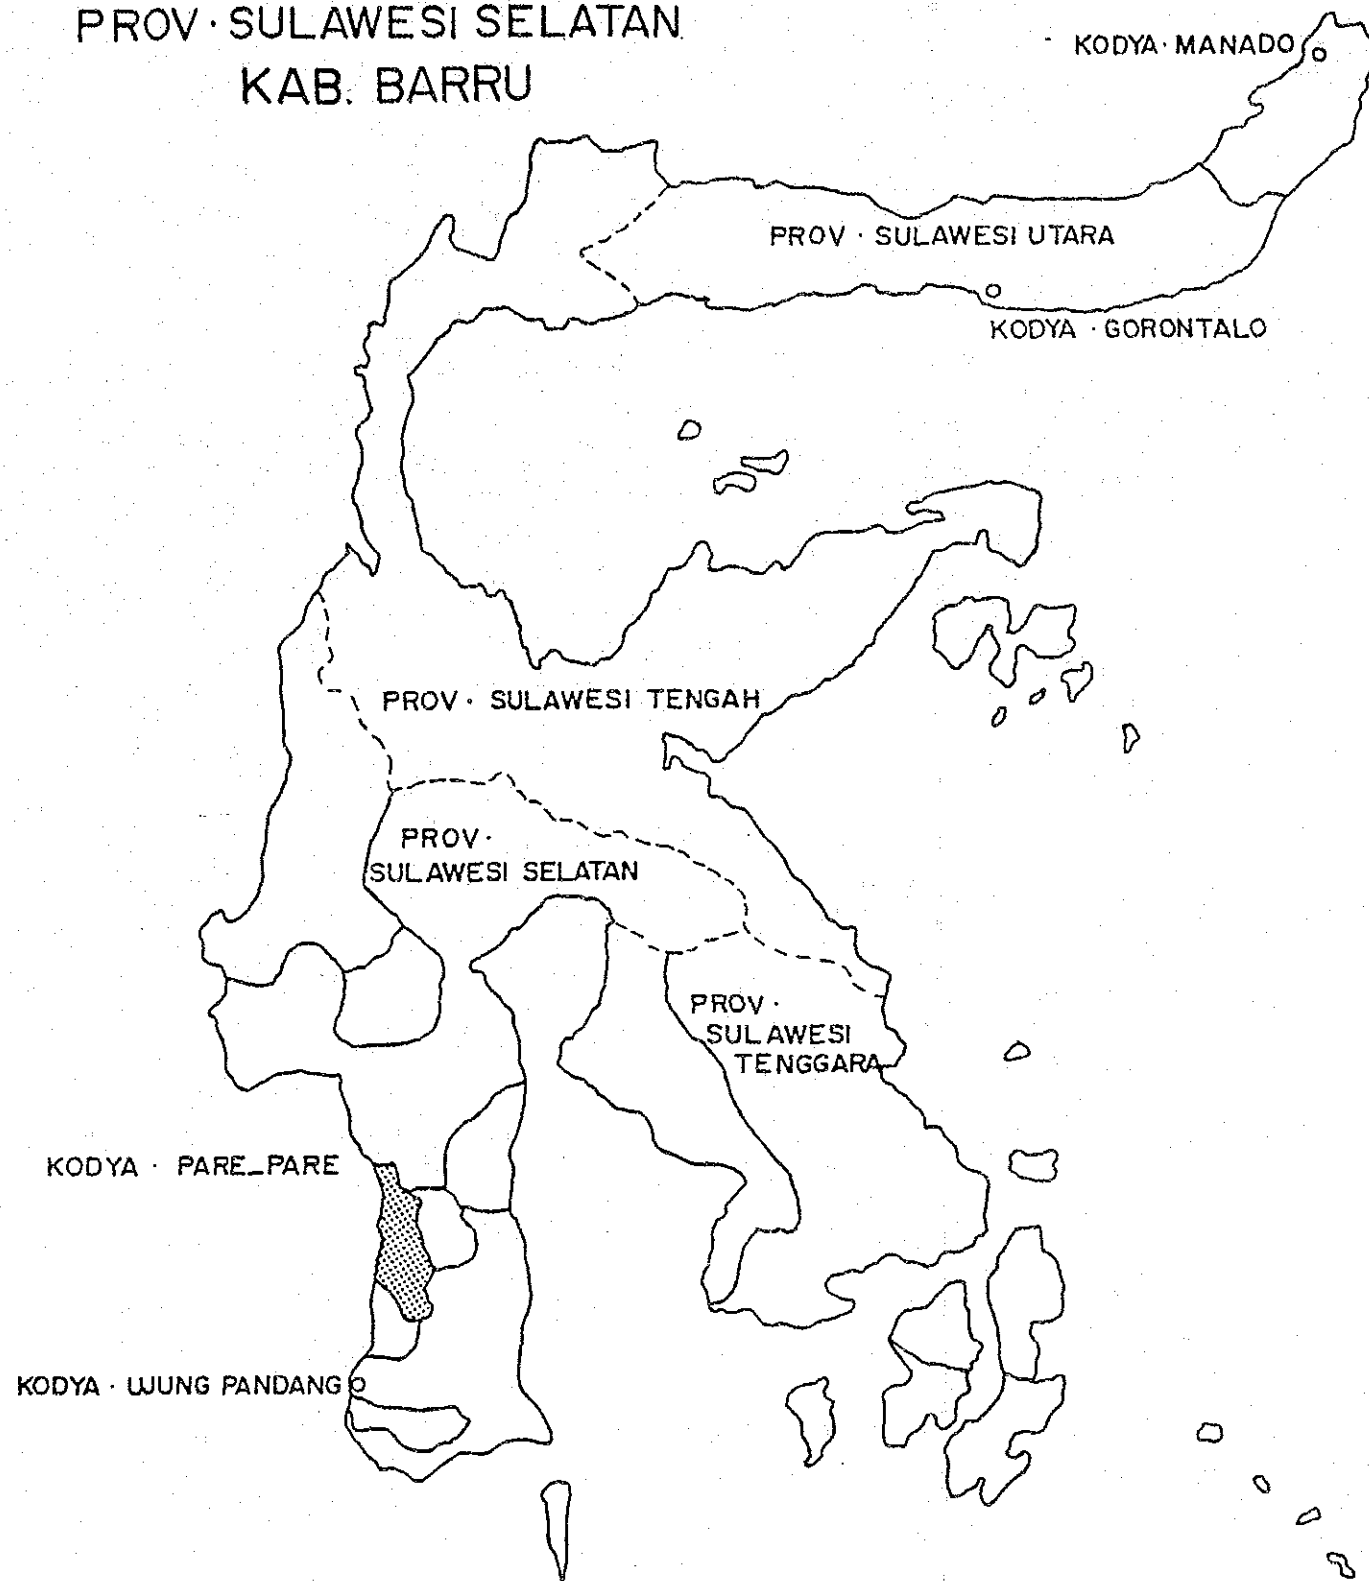 PROV · SULAWESI SELATAN
KAB. BARRU
KODYA · MANADO
PROV · SULAWESI UTARA
KODYA · GORONTALO
PROV · SULAWESI TENGAH
PROV ·
SULAWESI SELATAN
PROV ·
SULAWESI
TENGGARA
KODYA · PARE_PARE
KODYA · UJUNG PANDANG